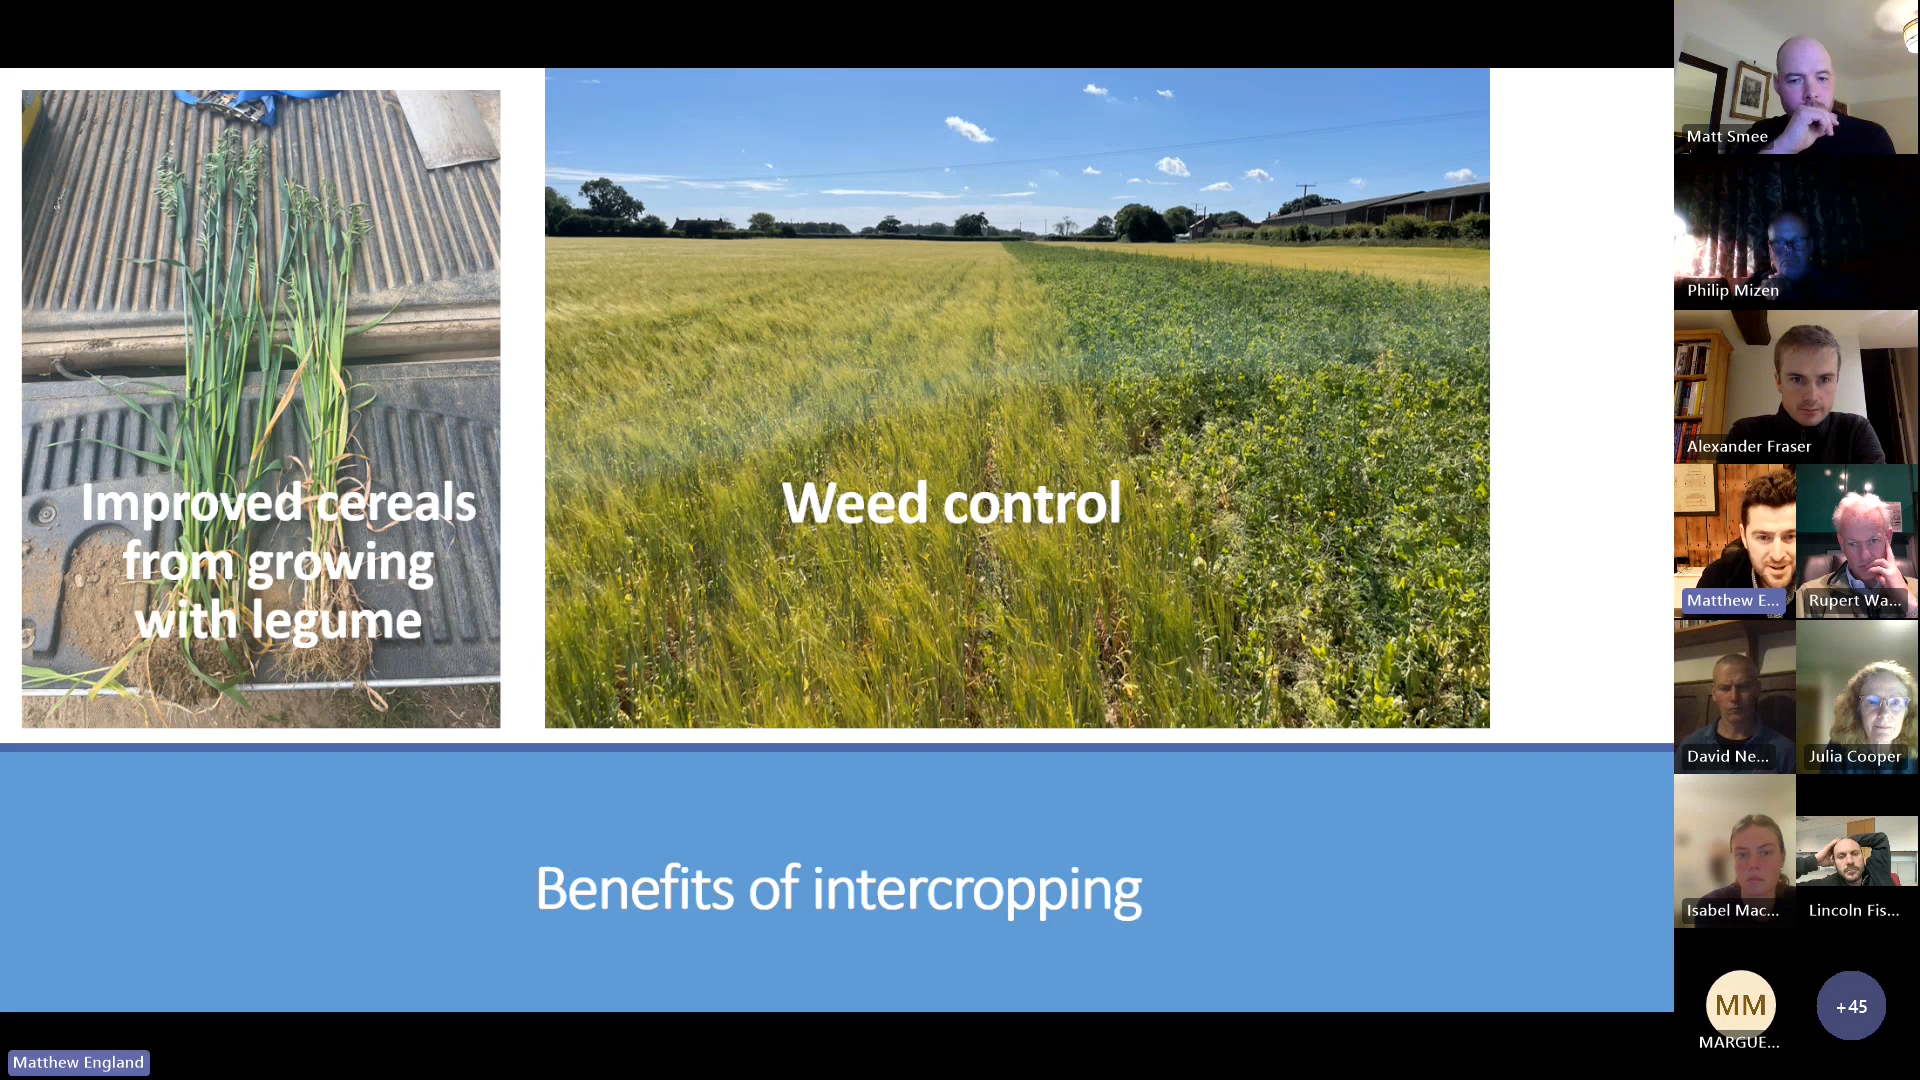 Improved cereals
from growing
with legume
Weed control
Benefits of intercropping
Matthew England
Matt Smee
Philip Mizen
Alexander Fraser
Matthew E...
Rupert Wa...
David Ne...
Julia Cooper
Isabel Mac...
Lincoln Fis...
MM
MARGUE...
+45